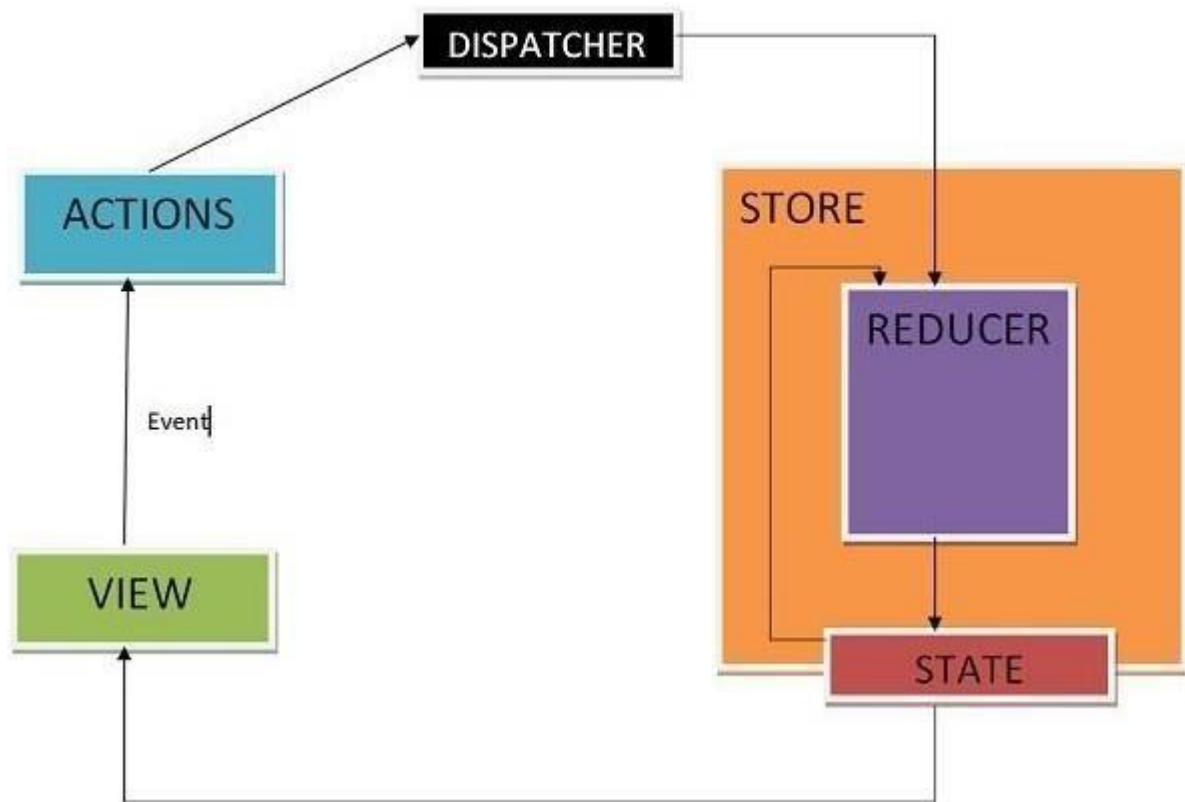 DISPATCHER
ACTIONS
STORE
REDUCER
Event
VIEW
STATE